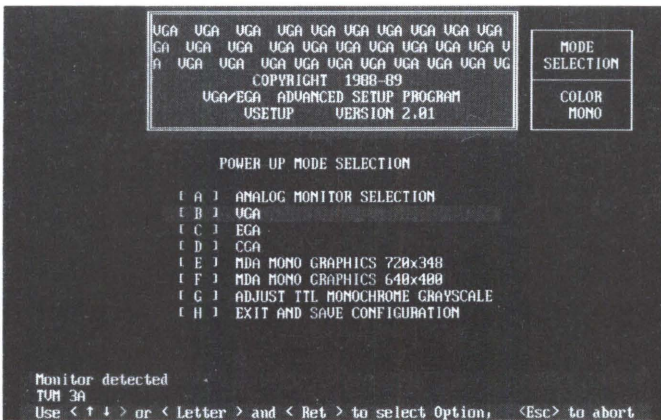 VGA VGA VGA VGA VGA VGA VGA VGA VGA VGA
GA VGA VGA VGA VGA VGA VGA VGA VGA VGA V
A VGA VGA VGA VGA VGA VGA VGA VGA VGA VG
COPYRIGHT 1988-89
VGA/EGA ADVANCED SETUP PROGRAM
VSETUP VERSION 2.01
MODE
SELECTION
COLOR
MONO
POWER UP MODE SELECTION
[ A ] ANALOG MONITOR SELECTION
[ B ] VGA
[ C ] EGA
[ D ] CGA
[ E ] MDA MONO GRAPHICS 720x348
[ F ] MDA MONO GRAPHICS 640x400
[ G ] ADJUST TTL MONOCHROME GRAYSCALE
[ H ] EXIT AND SAVE CONFIGURATION
Monitor detected
TVM 3A
Use < ↑ ↓ > or < Letter > and < Ret > to select Option, <Esc> to abort